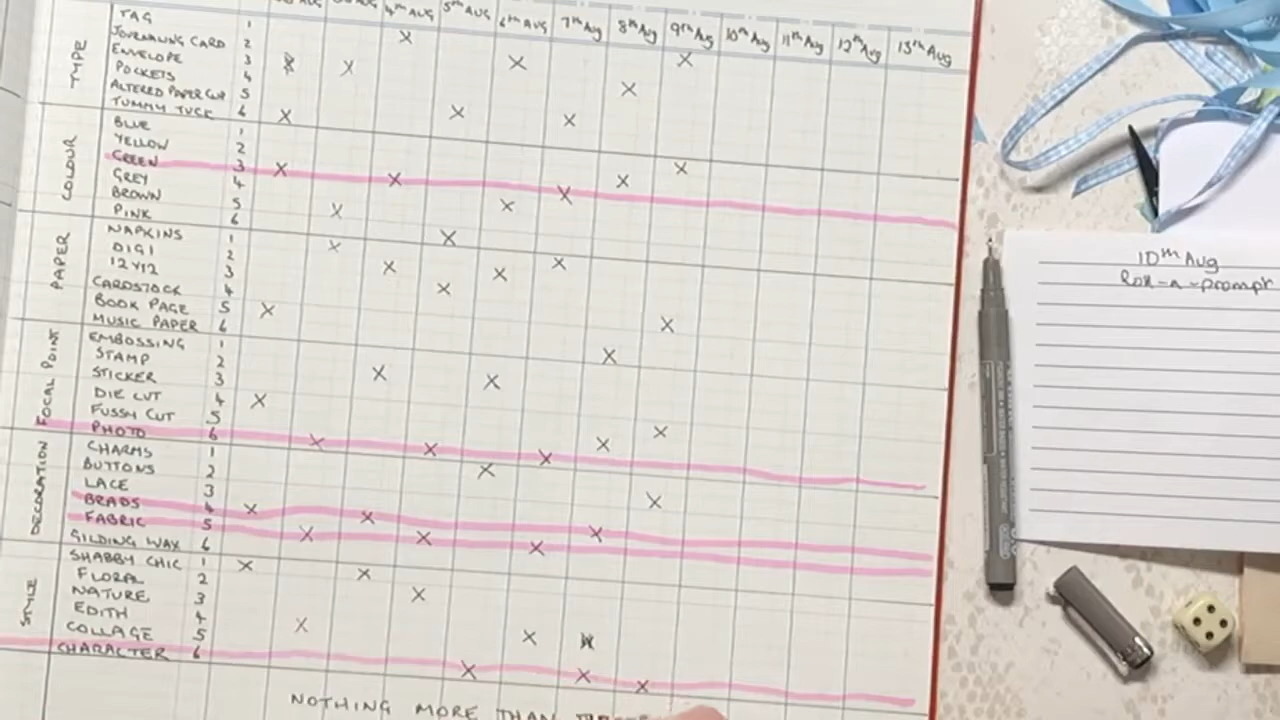 4th AUG 5th AUG 6th AUG 7th Aug 8th Aug 9th Aug 10th Aug 11th Aug 12th Aug 13th Aug
TYPE
TAG 1
JOURNALING CARD 2
ENVELOPE 3
POCKETS 4
ALTERED PAPER CLIP 5
TUMMY TUCK 6
COLOUR
BLUE 1
YELLOW 2
GREEN 3
GREY 4
BROWN 5
PINK 6
PAPER
NAPKINS 1
DIGI 2
12x12 3
CARDSTOCK 4
BOOK PAGE 5
MUSIC PAPER 6
FOCAL POINT
EMBOSSING 1
STAMP 2
STICKER 3
DIE CUT 4
FUSSY CUT 5
PHOTO 6
DECORATION
CHARMS 1
BUTTONS 2
LACE 3
BRADS 4
FABRIC 5
GILDING WAX 6
STYLE
SHABBY CHIC 1
FLORAL 2
NATURE 3
EDITH 4
COLLAGE 5
CHARACTER 6
NOTHING MORE THAN
10th Aug
Roll-a-prompt